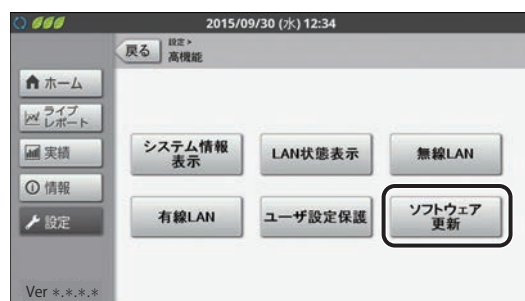 2015/09/30 (水) 12:34
戻る
設定 >
高機能
ホーム
ライブ
レポート
実績
情報
設定
システム情報
表示
LAN状態表示
無線LAN
有線LAN
ユーザ設定保護
ソフトウェア
更新
Ver *.*.*.*